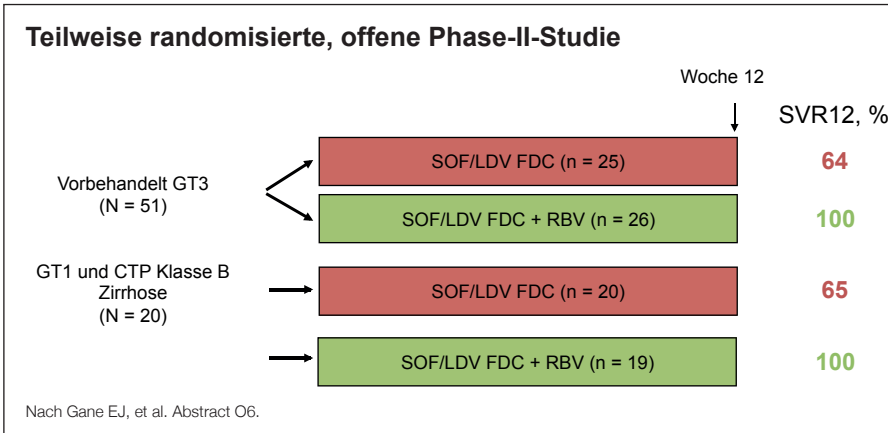 Teilweise randomisierte, offene Phase-II-Studie
Woche 12
SVR12, %
Vorbehandelt GT3
(N = 51)
SOF/LDV FDC (n = 25)
64
SOF/LDV FDC + RBV (n = 26)
100
GT1 und CTP Klasse B
Zirrhose
(N = 20)
SOF/LDV FDC (n = 20)
65
SOF/LDV FDC + RBV (n = 19)
100
Nach Gane EJ, et al. Abstract O6.